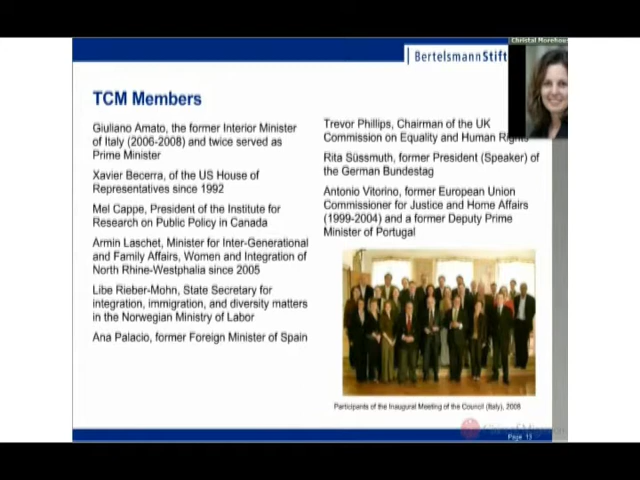 Christal Morehou
BertelsmannStift
TCM Members
Giuliano Amato, the former Interior Minister
of Italy (2006-2008) and twice served as
Prime Minister
Xavier Becerra, of the US House of
Representatives since 1992
Mel Cappe, President of the Institute for
Research on Public Policy in Canada
Armin Laschet, Minister for Inter-Generational
and Family Affairs, Women and Integration of
North Rhine-Westphalia since 2005
Libe Rieber-Mohn, State Secretary for
integration, immigration, and diversity matters
in the Norwegian Ministry of Labor
Ana Palacio, former Foreign Minister of Spain
Trevor Phillips, Chairman of the UK
Commission on Equality and Human Rights
Rita Süssmuth, former President (Speaker) of
the German Bundestag
Antonio Vitorino, former European Union
Commissioner for Justice and Home Affairs
(1999-2004) and a former Deputy Prime
Minister of Portugal
Participants of the Inaugural Meeting of the Council (Italy), 2008
Page 13